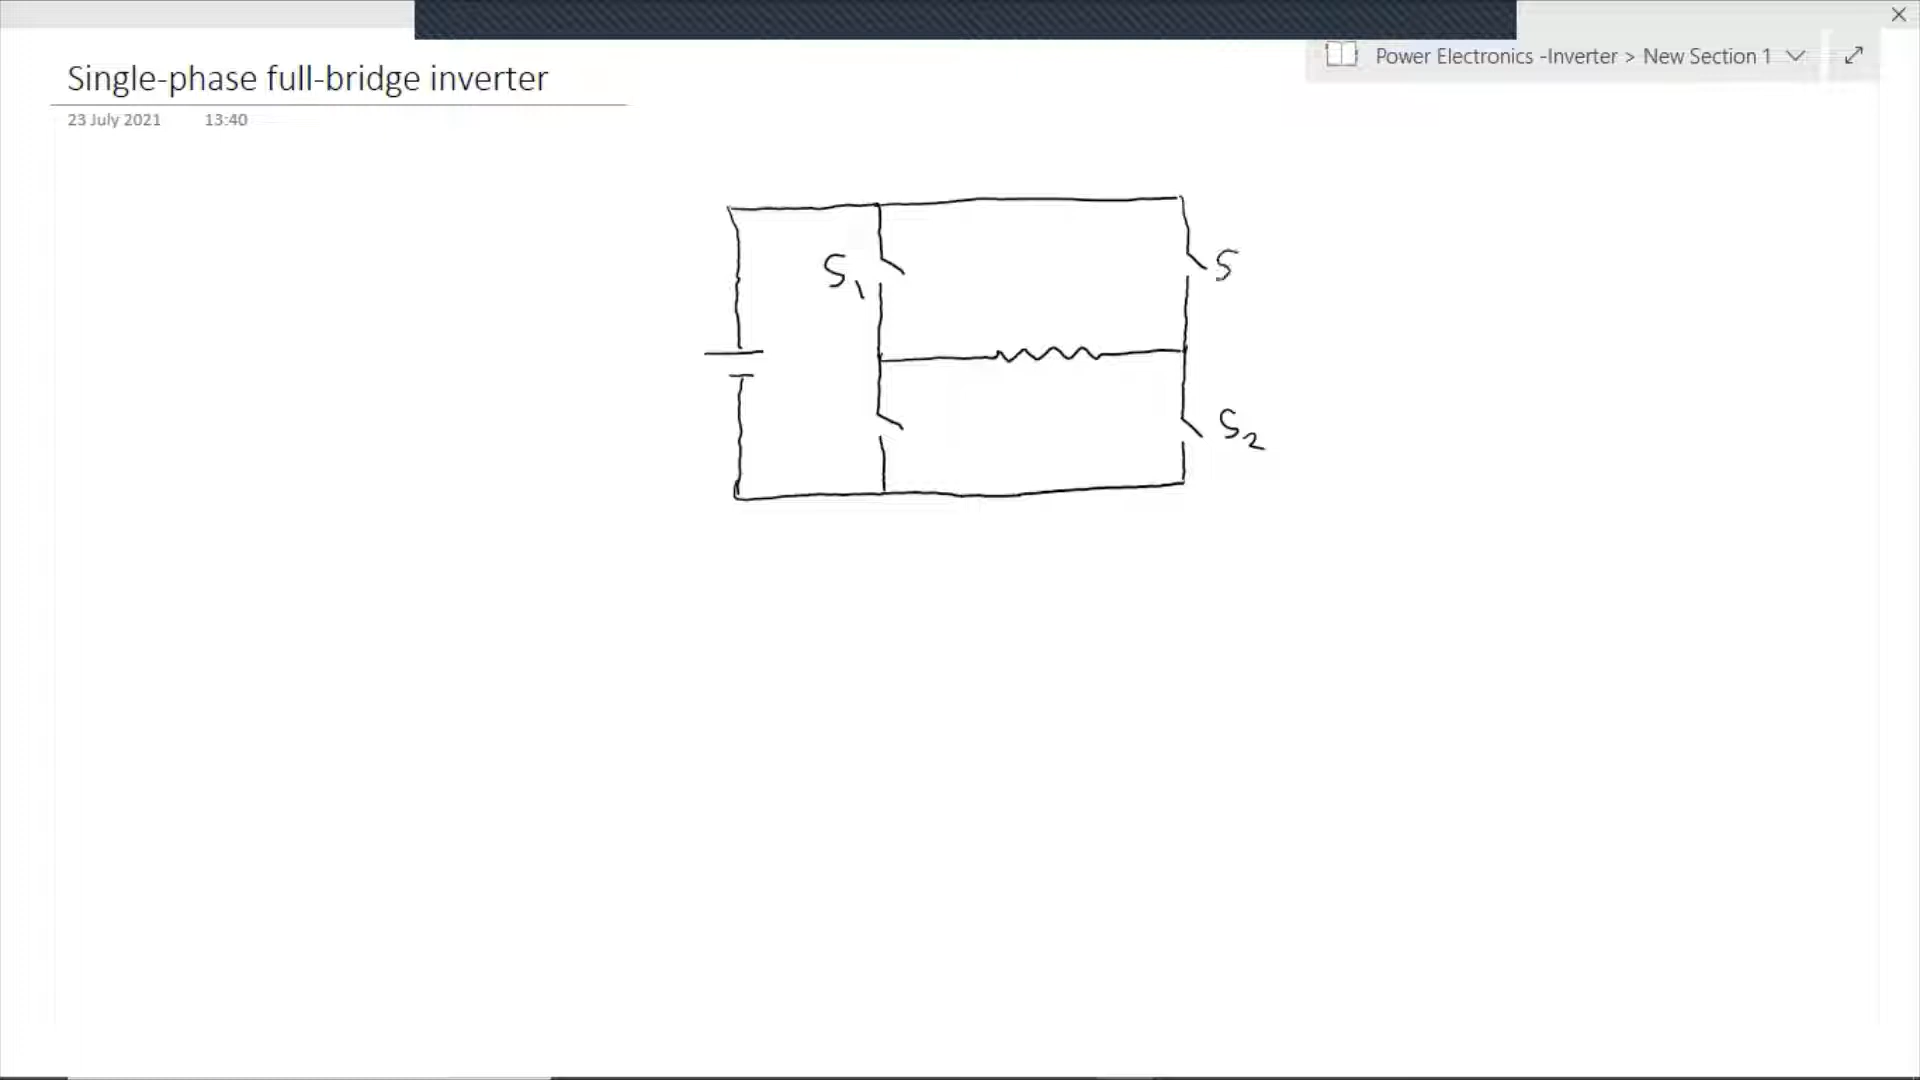 Power Electronics -Inverter > New Section 1
Single-phase full-bridge inverter
23 July 2021 13:40
S1
S
S2